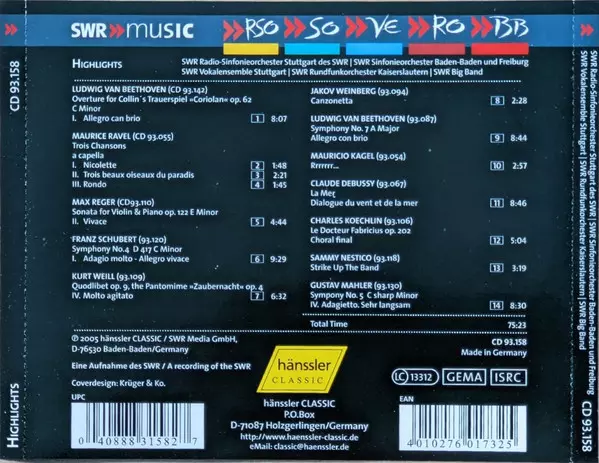 CD 93.158
SWR>>MUSIC
>>RSO >>SO >>VE >>RO >>BB
HIGHLIGHTS
SWR Radio-Sinfonieorchester Stuttgart des SWR | SWR Sinfonieorchester Baden-Baden und Freiburg
SWR Vokalensemble Stuttgart | SWR Rundfunkorchester Kaiserslautern | SWR Big Band
LUDWIG VAN BEETHOVEN (CD 93.142)
Overture for Collin´s Trauerspiel »Coriolan« op. 62
C Minor
I. Allegro can brio 1 8:07
MAURICE RAVEL (CD 93.055)
Trois Chansons
a capella
I. Nicolette 2 1:48
II. Trois beaux oiseaux du paradis 3 2:21
III. Rondo 4 1:45
MAX REGER (CD93.110)
Sonata for Violin & Piano op. 122 E Minor
II. Vivace 5 4:44
FRANZ SCHUBERT (93.120)
Symphony No.4 D 417 C Minor
I. Adagio molto - Allegro vivace 6 9:29
KURT WEILL (93.109)
Quodlibet op. 9, the Pantomime »Zaubernacht« op. 4
IV. Molto agitato 7 6:32
JAKOV WEINBERG (93.094)
Canzonetta 8 2:28
LUDWIG VAN BEETHOVEN (93.087)
Symphony No. 7 A Major
Allegro con brio 9 8:44
MAURICIO KAGEL (93.054)
Rrrrrrr... 10 2:57
CLAUDE DEBUSSY (93.067)
La Mer
Dialogue du vent et de la mer 11 8:46
CHARLES KOECHLIN (93.106)
Le Docteur Fabricius op. 202
Choral final 12 5:04
SAMMY NESTICO (93.118)
Strike Up The Band 13 3:19
GUSTAV MAHLER (93.130)
Sympony No. 5 C sharp Minor
IV. Adagietto. Sehr langsam 14 8:30
Total Time 75:23
℗ 2005 hänssler CLASSIC / SWR Media GmbH,
D-76530 Baden-Baden/Germany
Eine Aufnahme des SWR / A recording of the SWR
Coverdesign: Krüger & Ko.
hänssler
CLASSIC
CD 93.158
Made in Germany
LC 13312 GEMA ISRC
UPC
0 40888 31582 7
hänssler CLASSIC
P.O.Box
D-71087 Holzgerlingen/Germany
http://www.haenssler-classic.de
eMail: classic@haenssler.de
EAN
4 010276 017325
HIGHLIGHTS
SWR Radio-Sinfonieorchester Stuttgart des SWR | SWR Sinfonieorchester Baden-Baden und Freiburg
SWR Vokalensemble Stuttgart | SWR Rundfunkorchester Kaiserslautern | SWR Big Band
CD 93.158